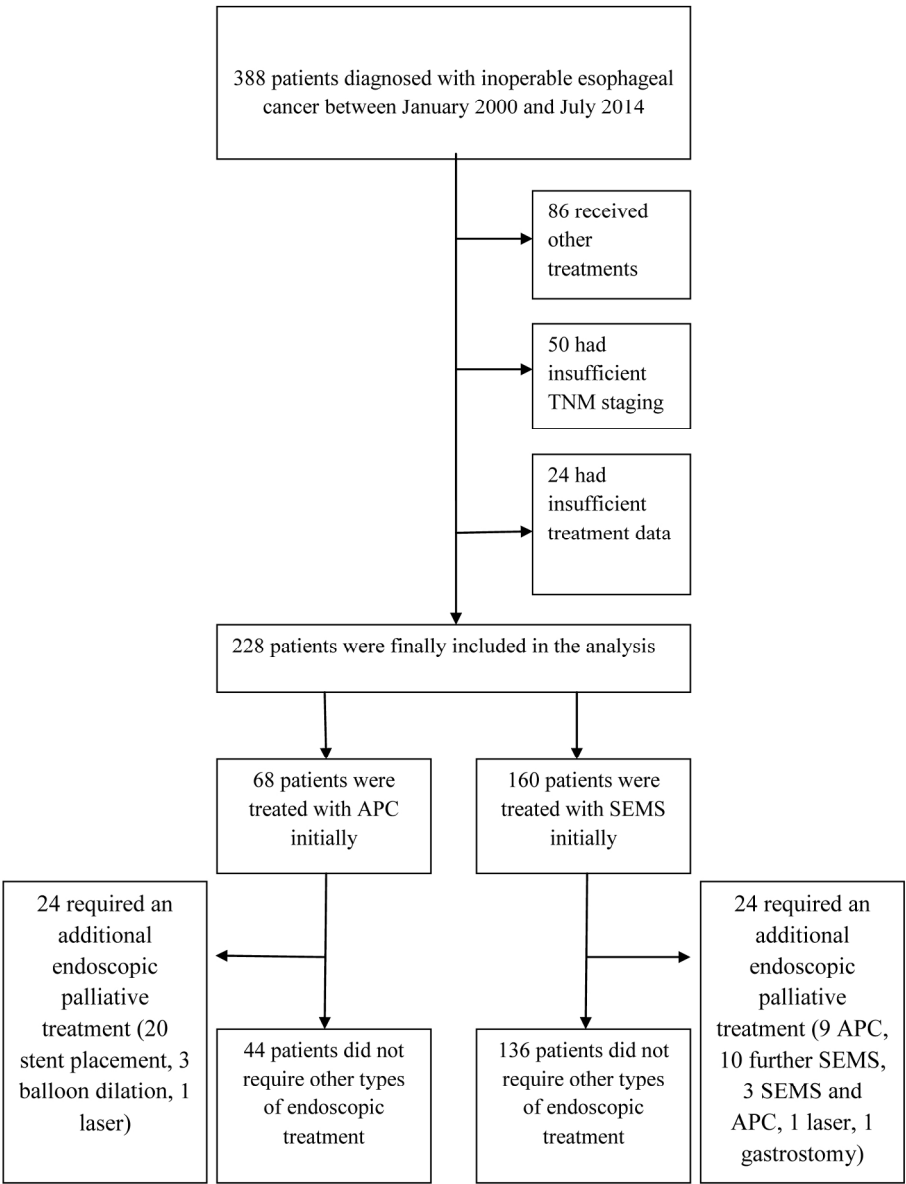 388 patients diagnosed with inoperable esophageal
cancer between January 2000 and July 2014
86 received
other
treatments
50 had
insufficient
TNM staging
24 had
insufficient
treatment data
228 patients were finally included in the analysis
68 patients were
treated with APC
initially
160 patients were
treated with SEMS
initially
24 required an
additional
endoscopic
palliative
treatment (20
stent placement, 3
balloon dilation, 1
laser)
44 patients did not
require other types
of endoscopic
treatment
136 patients did not
require other types
of endoscopic
treatment
24 required an
additional
endoscopic
palliative
treatment (9 APC,
10 further SEMS,
3 SEMS and
APC, 1 laser, 1
gastrostomy)